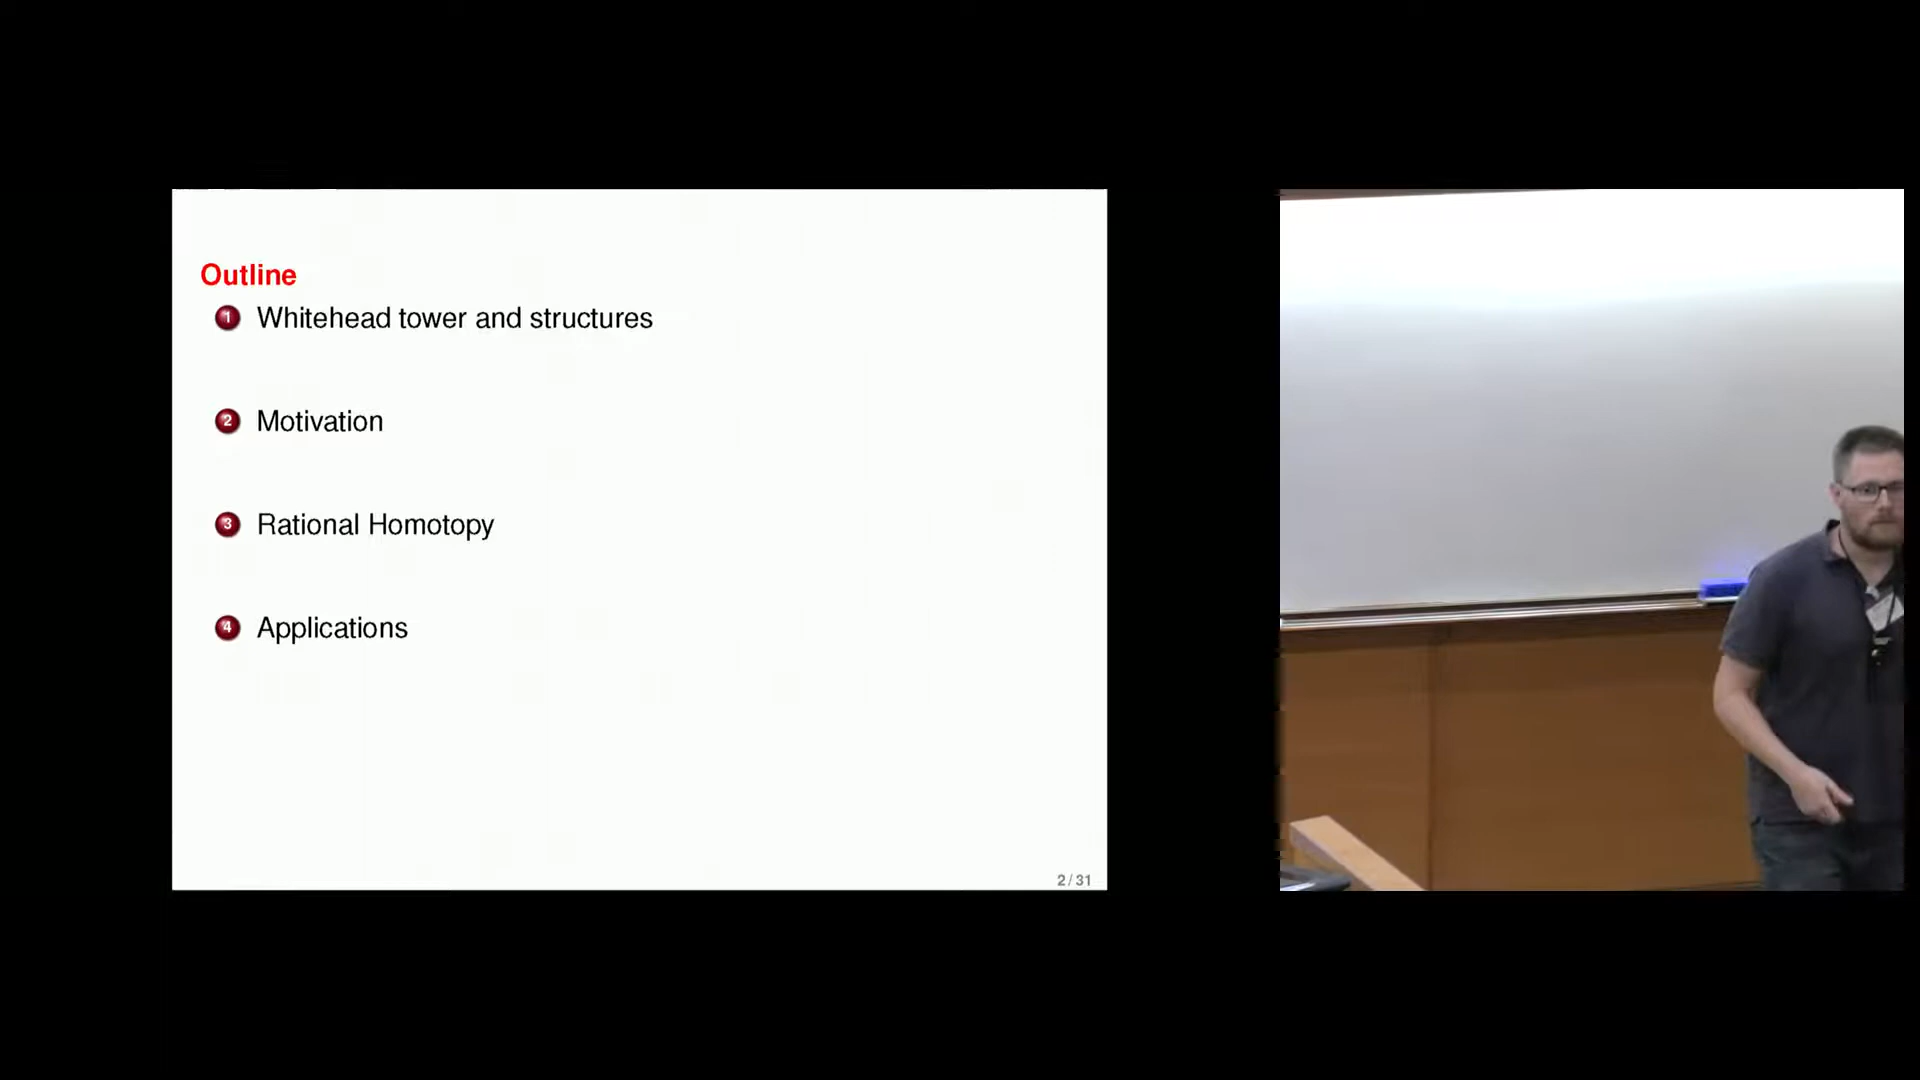 Outline
1 Whitehead tower and structures
2 Motivation
3 Rational Homotopy
4 Applications
2 / 31